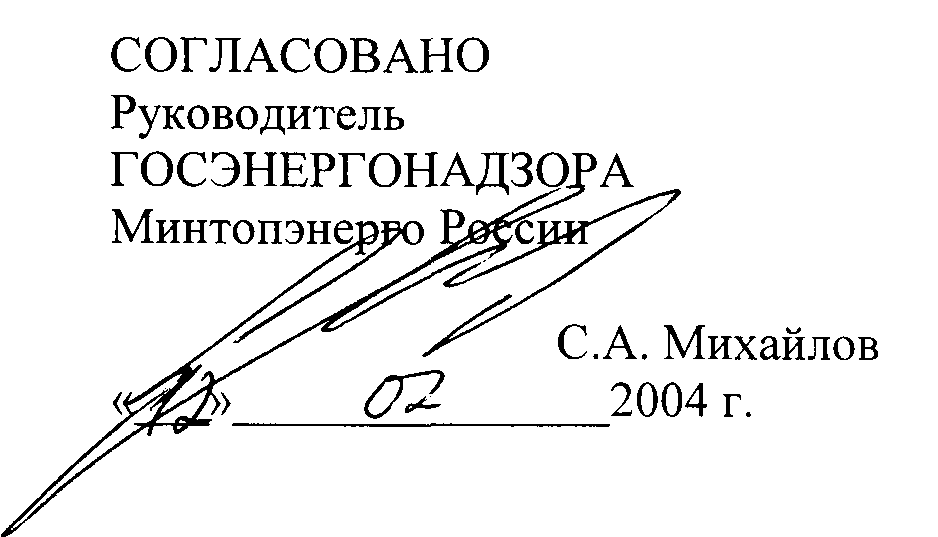 СОГЛАСОВАНО
Руководитель
ГОСЭНЕРГОНАДЗОРА
Минтопэнерго России
С.А. Михайлов
«12» 02 2004 г.